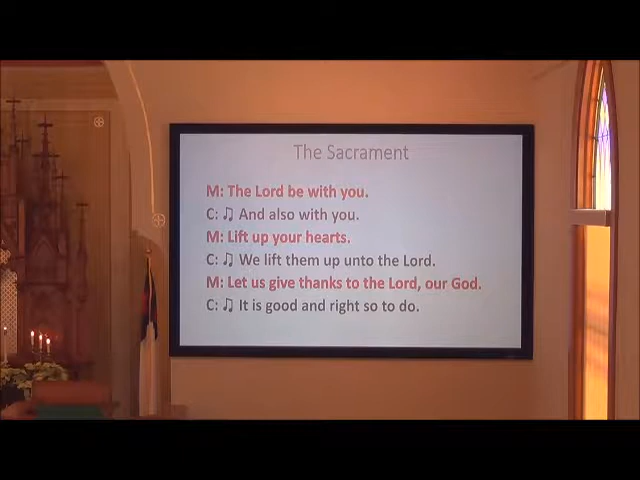 The Sacrament
M: The Lord be with you.
C: ♫ And also with you.
M: Lift up your hearts.
C: ♫ We lift them up unto the Lord.
M: Let us give thanks to the Lord, our God.
C: ♫ It is good and right so to do.